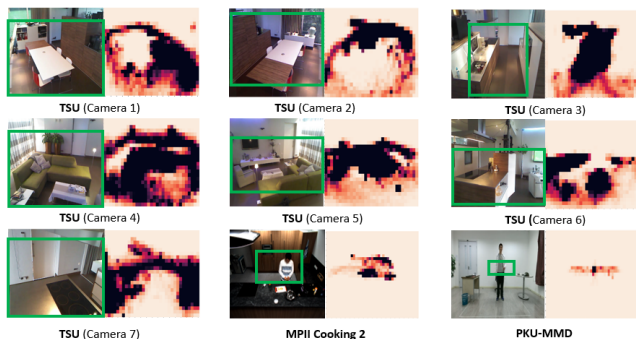 TSU (Camera 1)
TSU (Camera 2)
TSU (Camera 3)
TSU (Camera 4)
TSU (Camera 5)
TSU (Camera 6)
TSU (Camera 7)
MPII Cooking 2
PKU-MMD